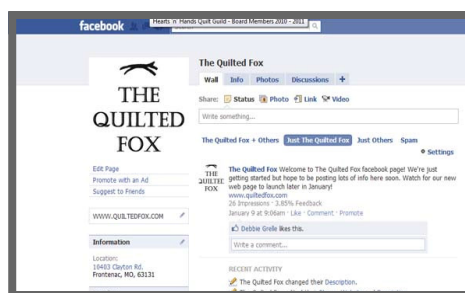 facebook
Hearts 'n' Hands Quilt Guild - Board Members 2010 - 2011
THE
QUILTED
FOX
Edit Page
Promote with an Ad
Suggest to Friends
WWW.QUILTEDFOX.COM
Information
Location:
10403 Clayton Rd.
Frontenac, MO, 63131
The Quilted Fox
Wall Info Photos Discussions +
Share: Status Photo Link Video
Write something...
The Quilted Fox + Others Just The Quilted Fox Just Others Spam
Settings
THE
QUILTED
FOX
The Quilted Fox Welcome to The Quilted Fox facebook page! We're just
getting started but hope to be posting lots of info here soon. Watch for our new
web page to launch later in January!
www.quiltedfox.com
26 Impressions · 3.85% Feedback
January 9 at 9:06am · Like · Comment · Promote
Debbie Grelle likes this.
Write a comment...
RECENT ACTIVITY
The Quilted Fox changed their Description.